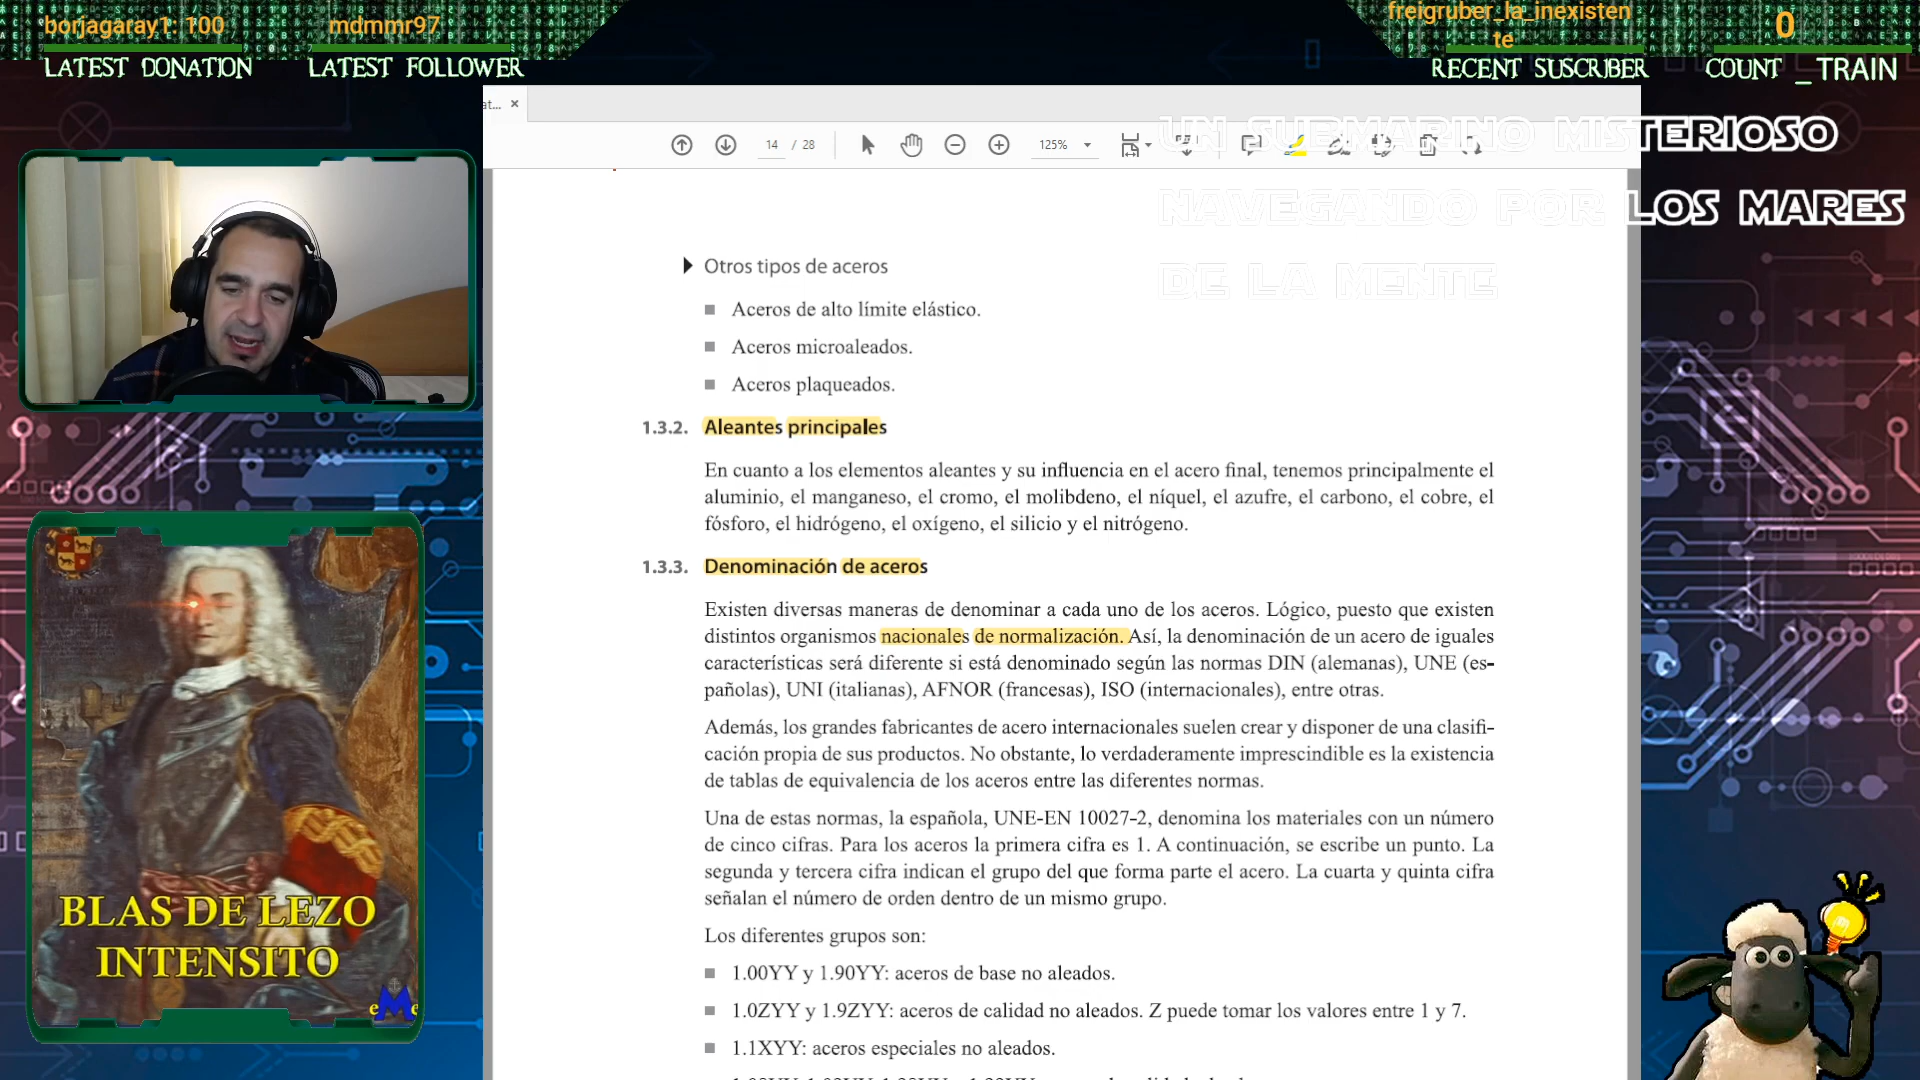 borjagaray1: 100
LATEST DONATION
mdmmr97
LATEST FOLLOWER
freigruber_la_inexisten
te
RECENT SUSCRIBER
0
COUNT _TRAIN
at... ×
14 / 28
125%
UN SUBMARINO MISTERIOSO
NAVEGANDO POR LOS MARES
DE LA MENTE
Otros tipos de aceros
Aceros de alto límite elástico.
Aceros microaleados.
Aceros plaqueados.
1.3.2. Aleantes principales
En cuanto a los elementos aleantes y su influencia en el acero final, tenemos principalmente el
aluminio, el manganeso, el cromo, el molibdeno, el níquel, el azufre, el carbono, el cobre, el
fósforo, el hidrógeno, el oxígeno, el silicio y el nitrógeno.
1.3.3. Denominación de aceros
Existen diversas maneras de denominar a cada uno de los aceros. Lógico, puesto que existen
distintos organismos nacionales de normalización. Así, la denominación de un acero de iguales
características será diferente si está denominado según las normas DIN (alemanas), UNE (es-
pañolas), UNI (italianas), AFNOR (francesas), ISO (internacionales), entre otras.
Además, los grandes fabricantes de acero internacionales suelen crear y disponer de una clasifi-
cación propia de sus productos. No obstante, lo verdaderamente imprescindible es la existencia
de tablas de equivalencia de los aceros entre las diferentes normas.
Una de estas normas, la española, UNE-EN 10027-2, denomina los materiales con un número
de cinco cifras. Para los aceros la primera cifra es 1. A continuación, se escribe un punto. La
segunda y tercera cifra indican el grupo del que forma parte el acero. La cuarta y quinta cifra
señalan el número de orden dentro de un mismo grupo.
Los diferentes grupos son:
1.00YY y 1.90YY: aceros de base no aleados.
1.0ZYY y 1.9ZYY: aceros de calidad no aleados. Z puede tomar los valores entre 1 y 7.
1.1XYY: aceros especiales no aleados.
BLAS DE LEZO
INTENSITO
eMe